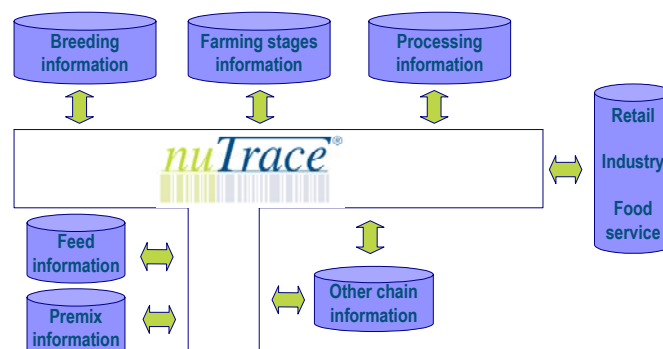 Breeding
information
Farming stages
information
Processing
information
nuTrace®
Retail
Industry
Food
service
Feed
information
Other chain
information
Premix
information